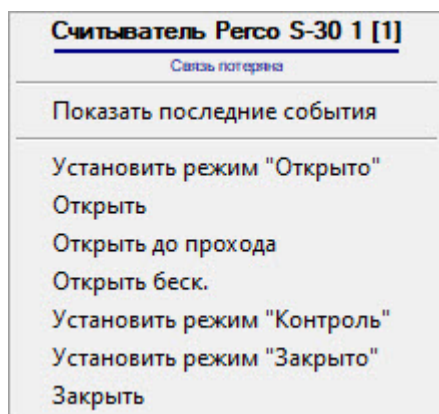 Считыватель Perco S-30 1 [1]
Связь потеряна
Показать последние события
Установить режим "Открыто"
Открыть
Открыть до прохода
Открыть беск.
Установить режим "Контроль"
Установить режим "Закрыто"
Закрыть